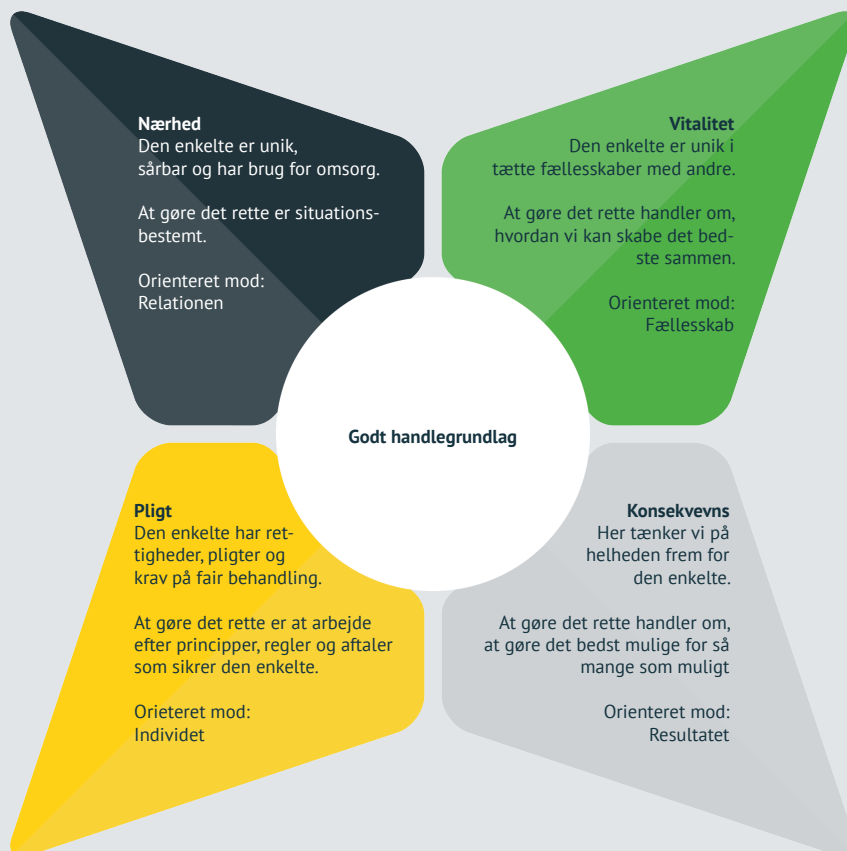 Nærhed
Den enkelte er unik,
sårbar og har brug for omsorg.
At gøre det rette er situations-
bestemt.
Orienteret mod:
Relationen
Vitalitet
Den enkelte er unik i
tætte fællesskaber med andre.
At gøre det rette handler om,
hvordan vi kan skabe det bed-
ste sammen.
Orienteret mod:
Fællesskab
Godt handlegrundlag
Pligt
Den enkelte har ret-
tigheder, pligter og
krav på fair behandling.
At gøre det rette er at arbejde
efter principper, regler og aftaler
som sikrer den enkelte.
Orieteret mod:
Individet
Konsekvevns
Her tænker vi på
helheden frem for
den enkelte.
At gøre det rette handler om,
at gøre det bedst mulige for så
mange som muligt
Orienteret mod:
Resultatet